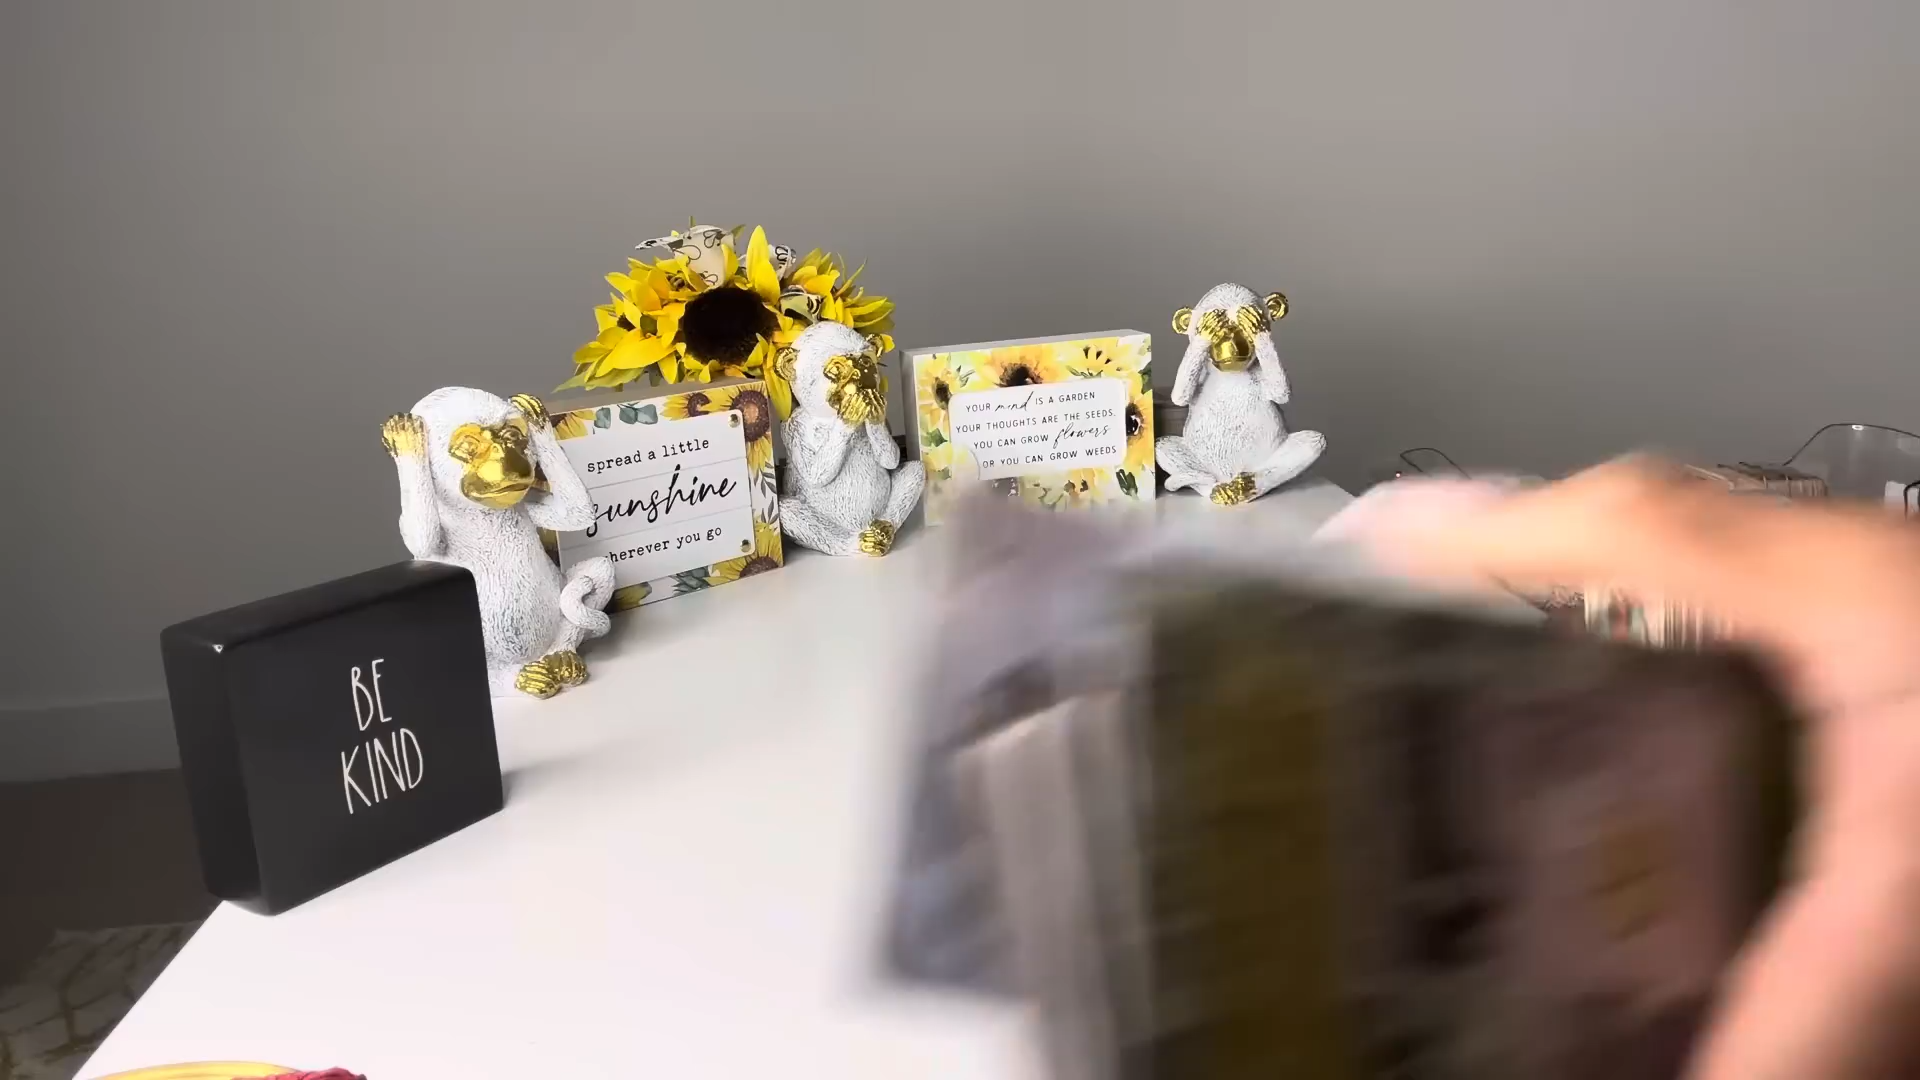 spread a little
sunshine
wherever you go
YOUR mind IS A GARDEN
YOUR THOUGHTS ARE THE SEEDS.
YOU CAN GROW flowers
OR YOU CAN GROW WEEDS
BE
KIND